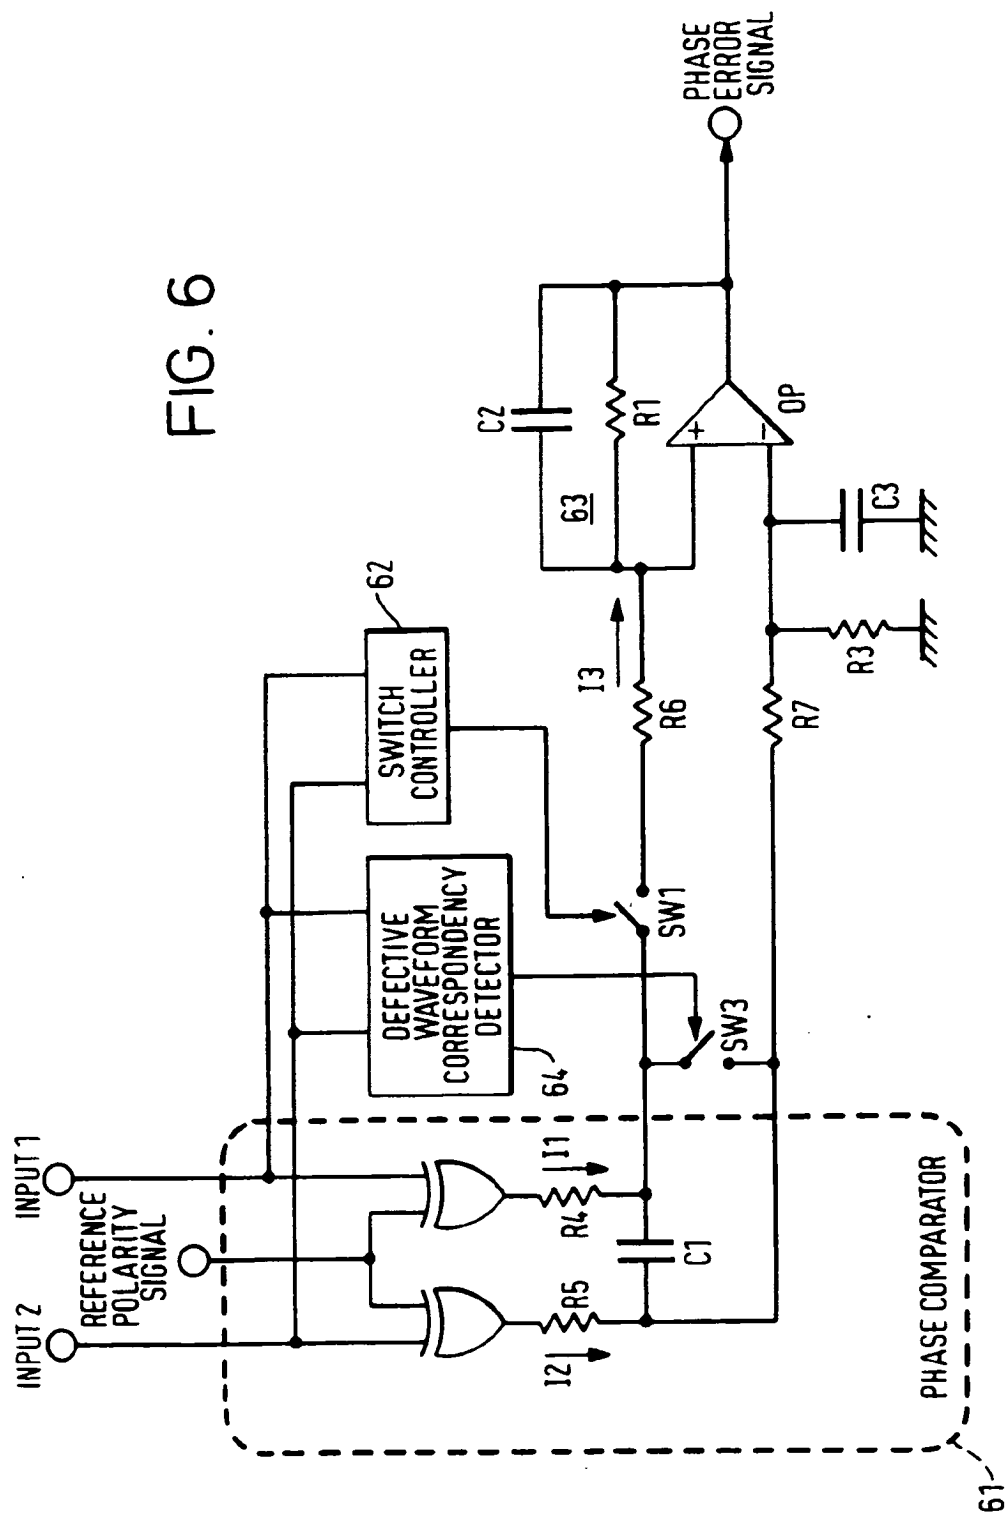 FIG. 6
INPUT 1
REFERENCE
POLARITY
SIGNAL
INPUT 2
62
SWITCH
CONTROLLER
DEFECTIVE
WAVEFORM
CORRESPONDENCY
DETECTOR
64
I1
R4
I2
R5
C1
PHASE COMPARATOR
61
SW1
SW3
I3
R6
R7
63
C2
R1
+
−
OP
R3
C3
PHASE
ERROR
SIGNAL